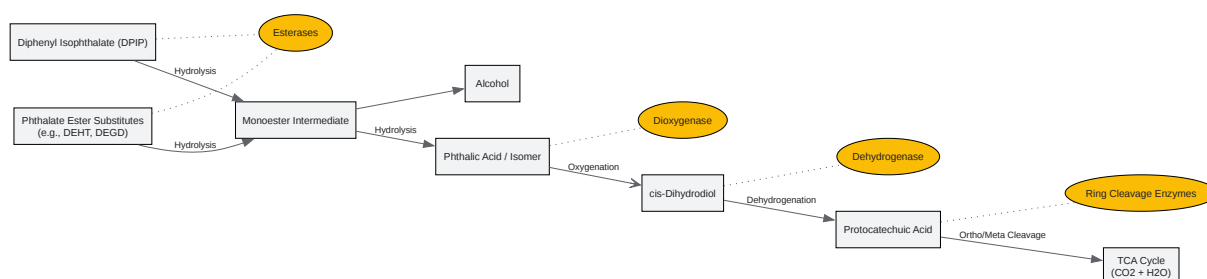 Diphenyl Isophthalate (DPIP)
Esterases
Hydrolysis
Phthalate Ester Substitutes
(e.g., DEHT, DEGD)
Hydrolysis
Monoester Intermediate
Alcohol
Hydrolysis
Phthalic Acid / Isomer
Dioxygenase
Oxygenation
cis-Dihydrodiol
Dehydrogenase
Dehydrogenation
Protocatechuic Acid
Ring Cleavage Enzymes
Ortho/Meta Cleavage
TCA Cycle
(CO2 + H2O)